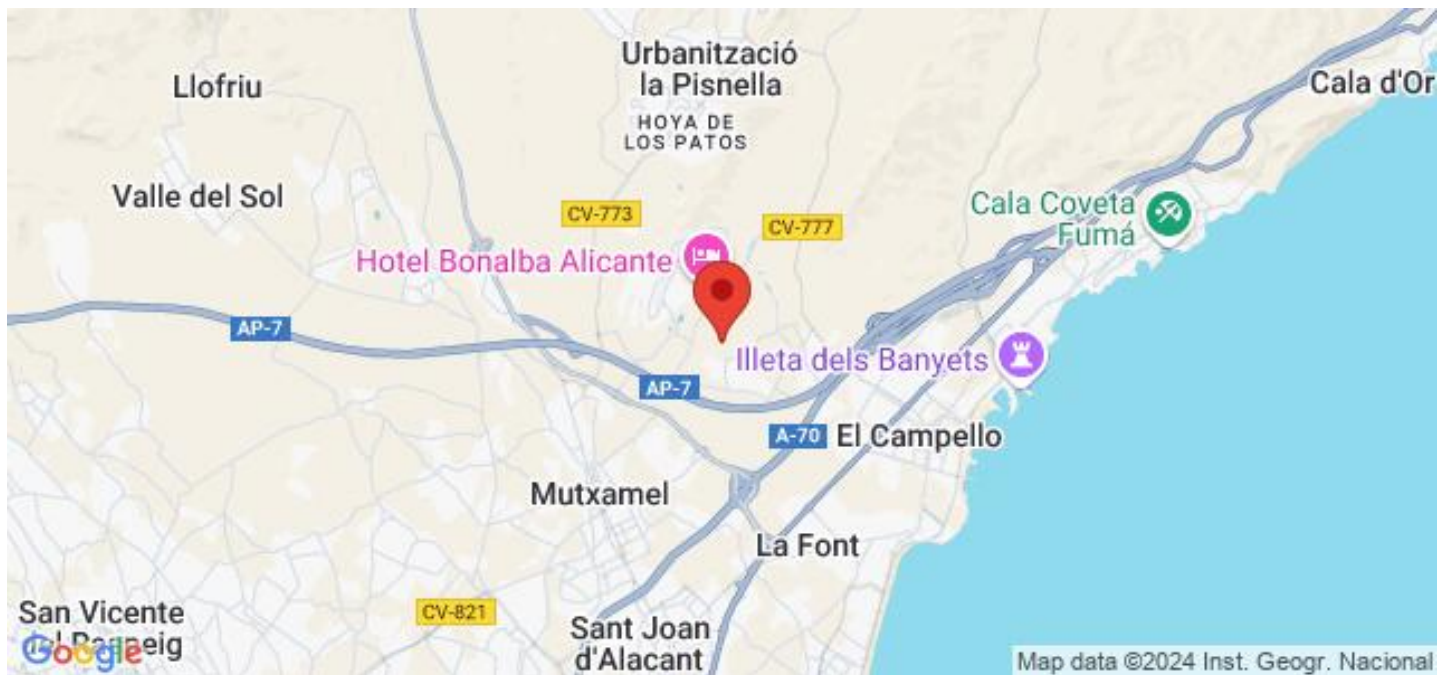 Urbanització
la Pisnella
Llofriu
Cala d'Or
HOYA DE
LOS PATOS
Valle del Sol
Cala Coveta
Fumá
CV-773
CV-777
Hotel Bonalba Alicante
AP-7
Illeta dels Banyets
AP-7
A-70
El Campello
Mutxamel
La Font
San Vicente
CV-821
Sant Joan
d'Alacant
Google
Map data ©2024 Inst. Geogr. Nacional